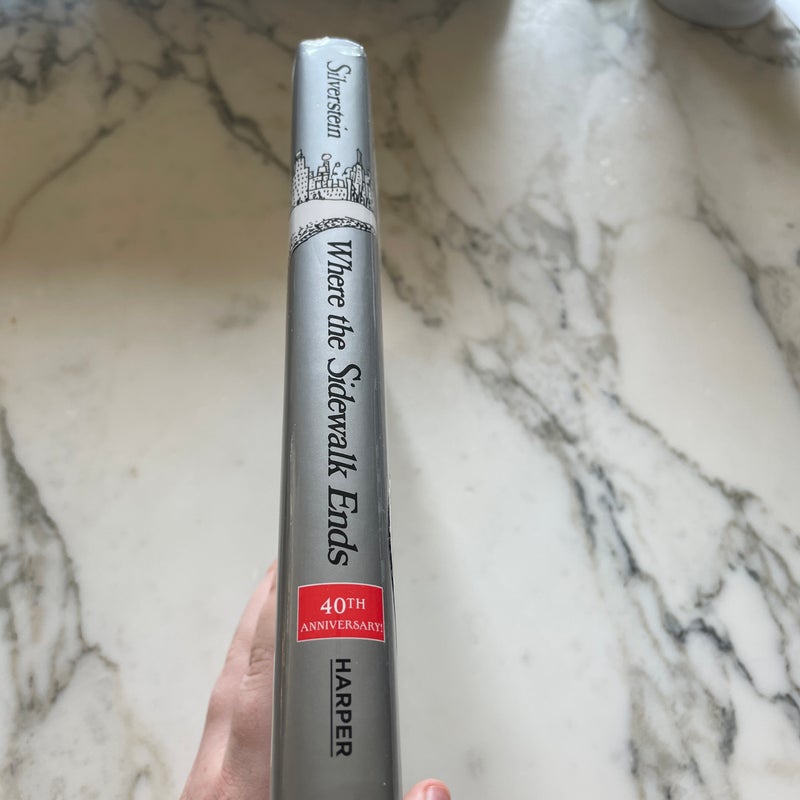 Silverstein
Where the Sidewalk Ends
40TH
ANNIVERSARY!
HARPER